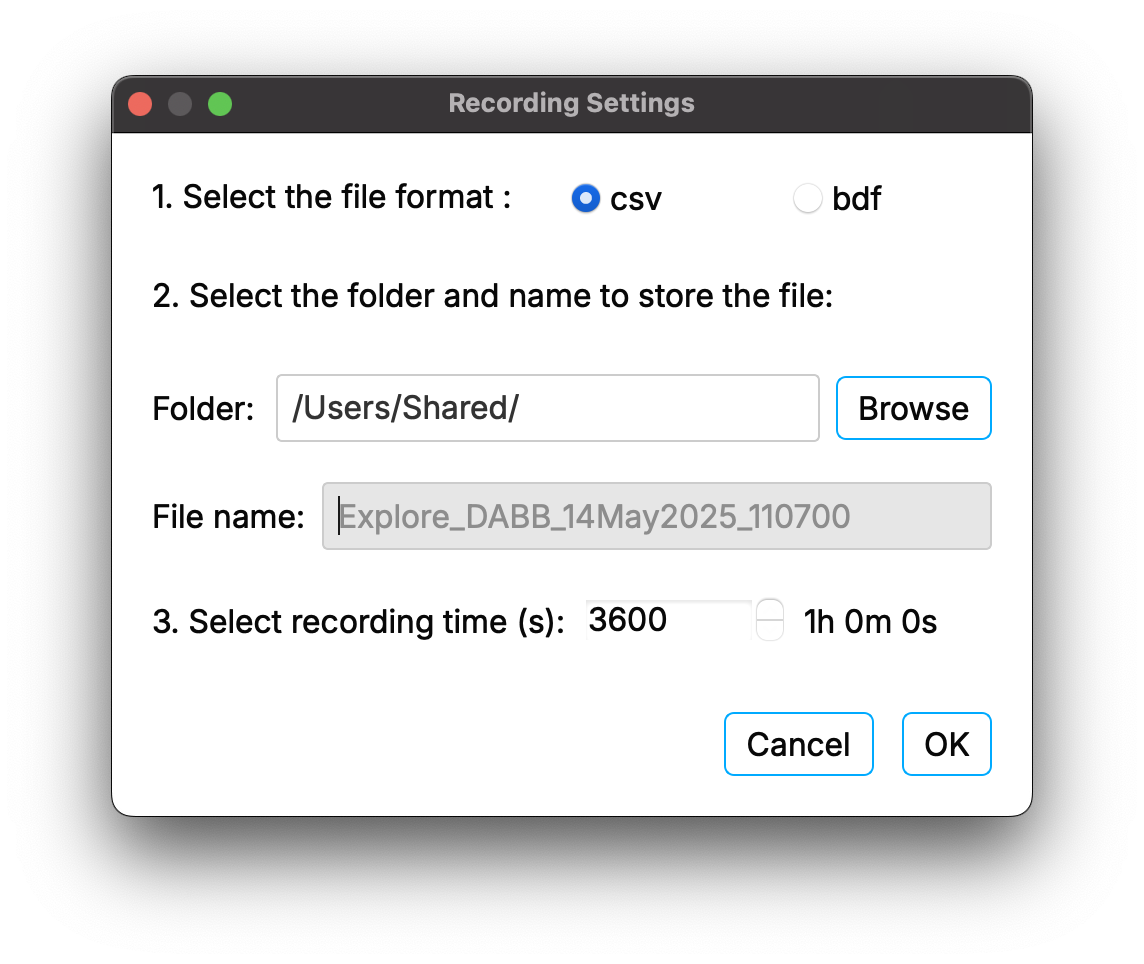 Recording Settings
1. Select the file format : csv bdf
2. Select the folder and name to store the file:
Folder: /Users/Shared/ Browse
File name: Explore_DABB_14May2025_110700
3. Select recording time (s): 3600 1h 0m 0s
Cancel OK